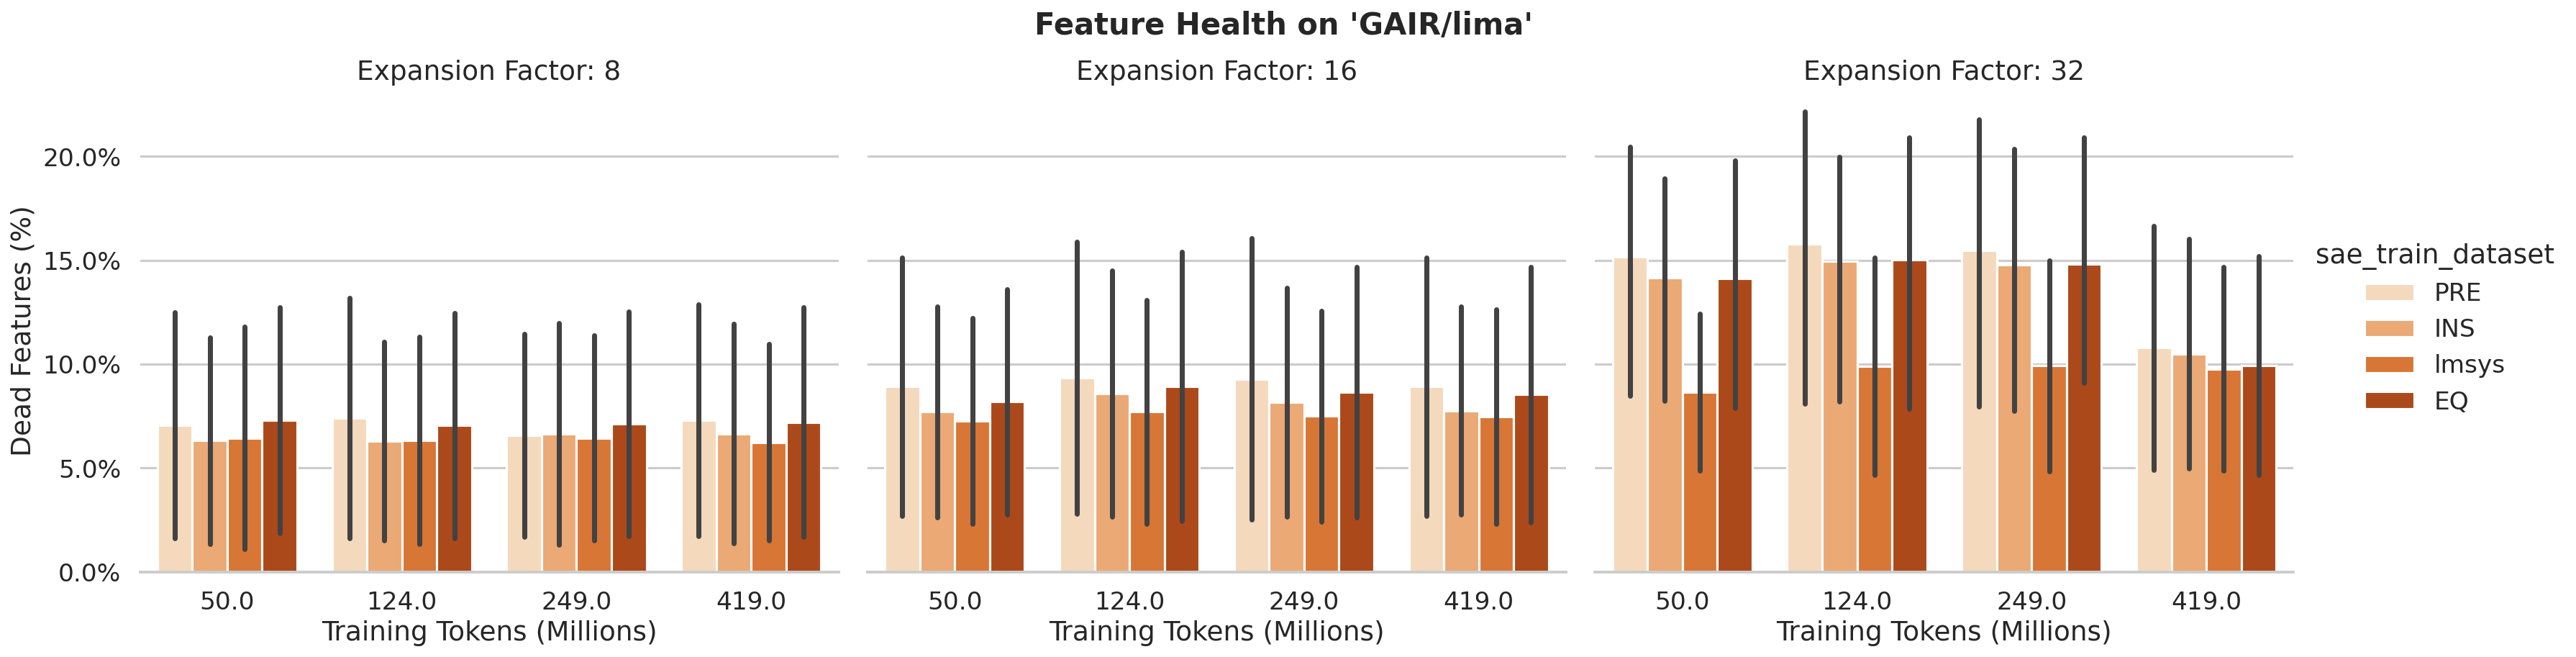 Feature Health on 'GAIR/lima'
Expansion Factor: 8
Expansion Factor: 16
Expansion Factor: 32
Dead Features (%)
20.0%
15.0%
10.0%
5.0%
0.0%
50.0 124.0 249.0 419.0
50.0 124.0 249.0 419.0
50.0 124.0 249.0 419.0
Training Tokens (Millions)
Training Tokens (Millions)
Training Tokens (Millions)
sae_train_dataset
PRE
INS
lmsys
EQ